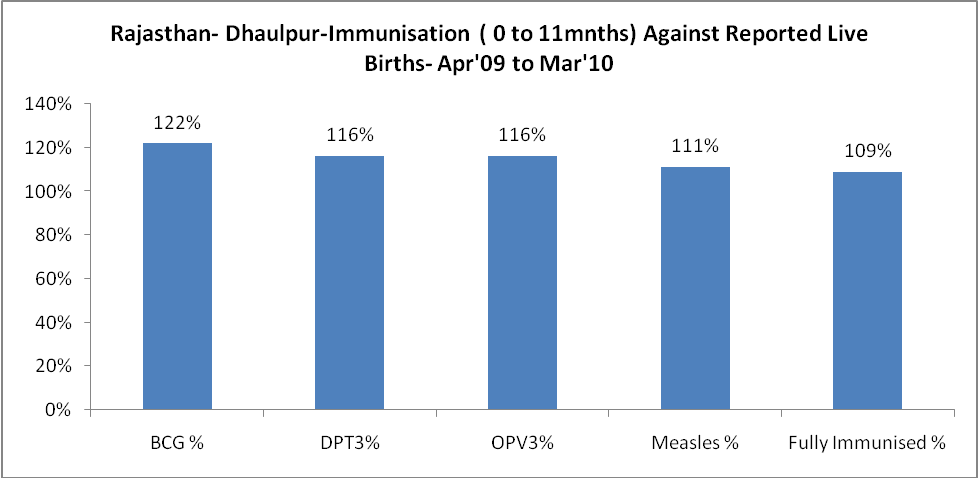 Rajasthan- Dhaulpur-Immunisation ( 0 to 11mnths) Against Reported Live
Births- Apr'09 to Mar'10
140%
120%
100%
80%
60%
40%
20%
0%
122%
116%
116%
111%
109%
BCG %
DPT3%
OPV3%
Measles %
Fully Immunised %